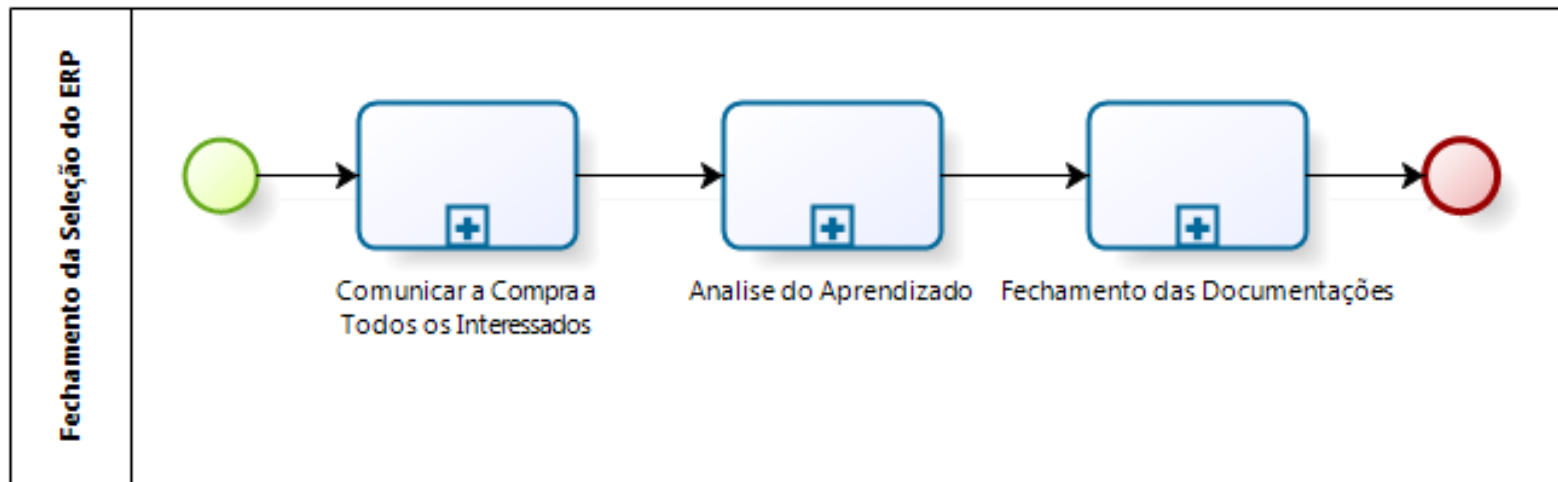 Fechamento da Seleção do ERP
Comunicar a Compra a
Todos os Interessados
Analise do Aprendizado
Fechamento das Documentações